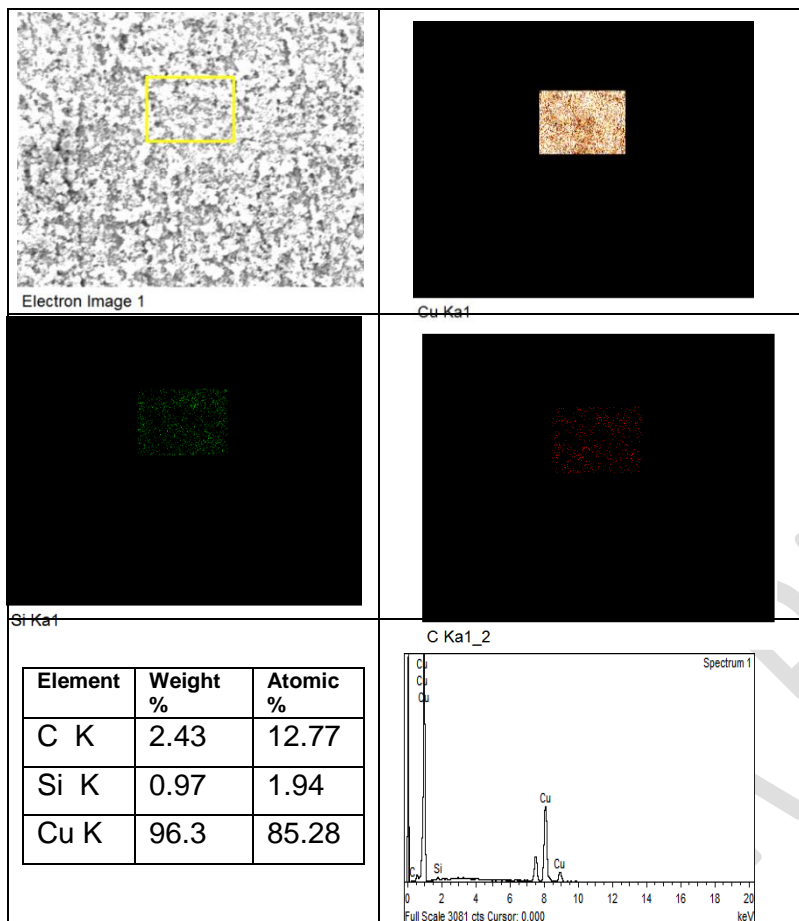 Electron Image 1
Cu Ka1
Si Ka1
C Ka1_2
Element Weight % Atomic %
C K 2.43 12.77
Si K 0.97 1.94
Cu K 96.3 85.28
Spectrum 1
Cu
Cu
Cu
Cu
Cu
C
Si
0 2 4 6 8 10 12 14 16 18 20
Full Scale 3081 cts Cursor: 0.000 keV